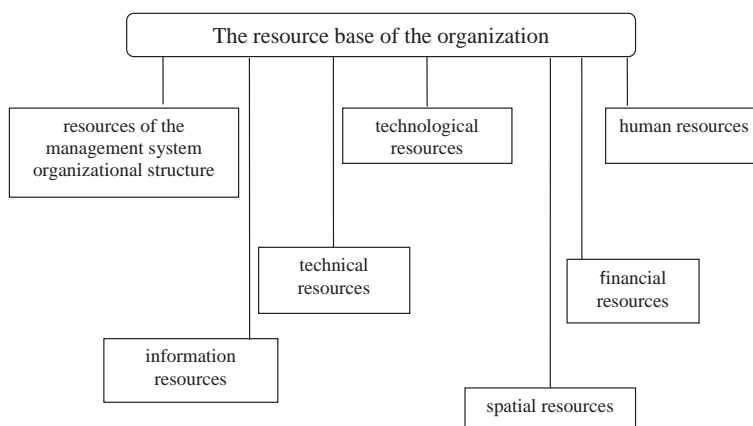 The resource base of the organization
resources of the
management system
organizational structure
technological
resources
human resources
technical
resources
financial
resources
information
resources
spatial resources